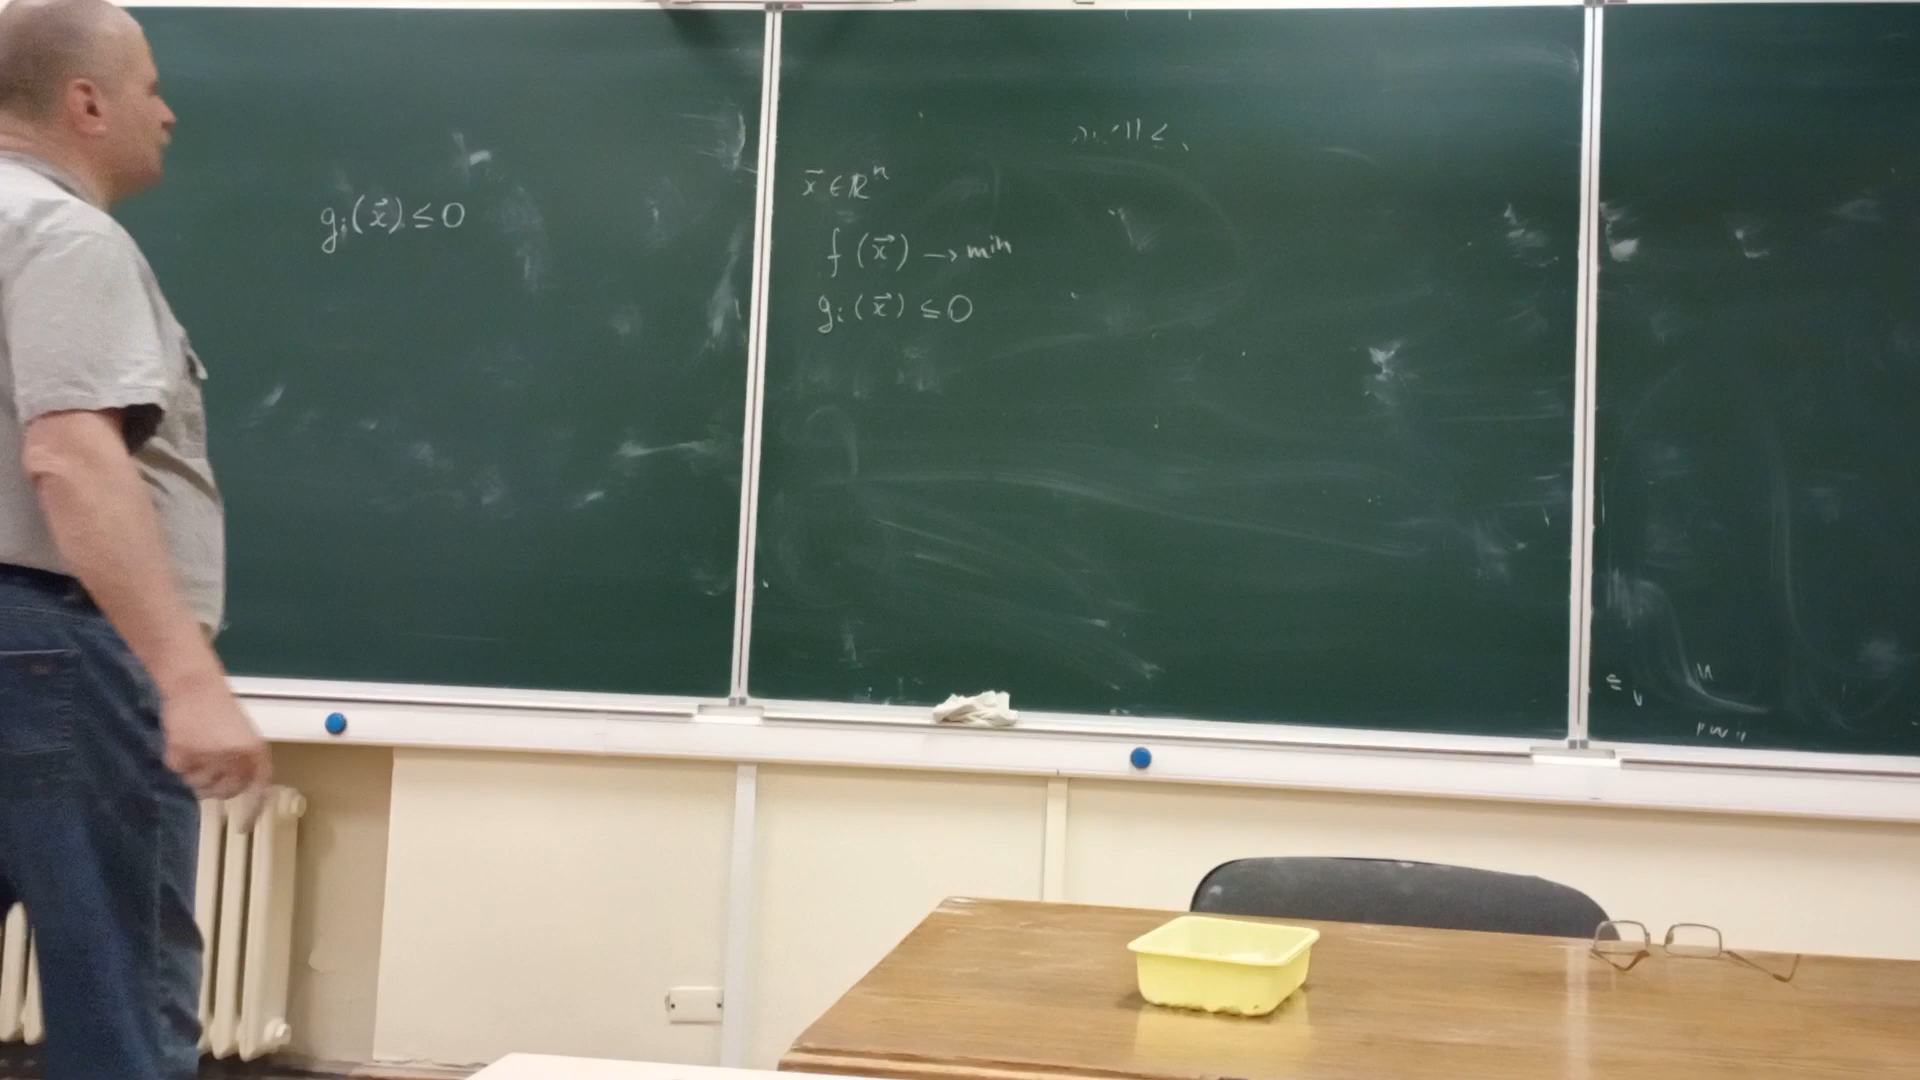 gᵢ(x⃗) ≤ 0
x⃗ ∈ ℝⁿ
f(x⃗) → min
gᵢ(x⃗) ≤ 0